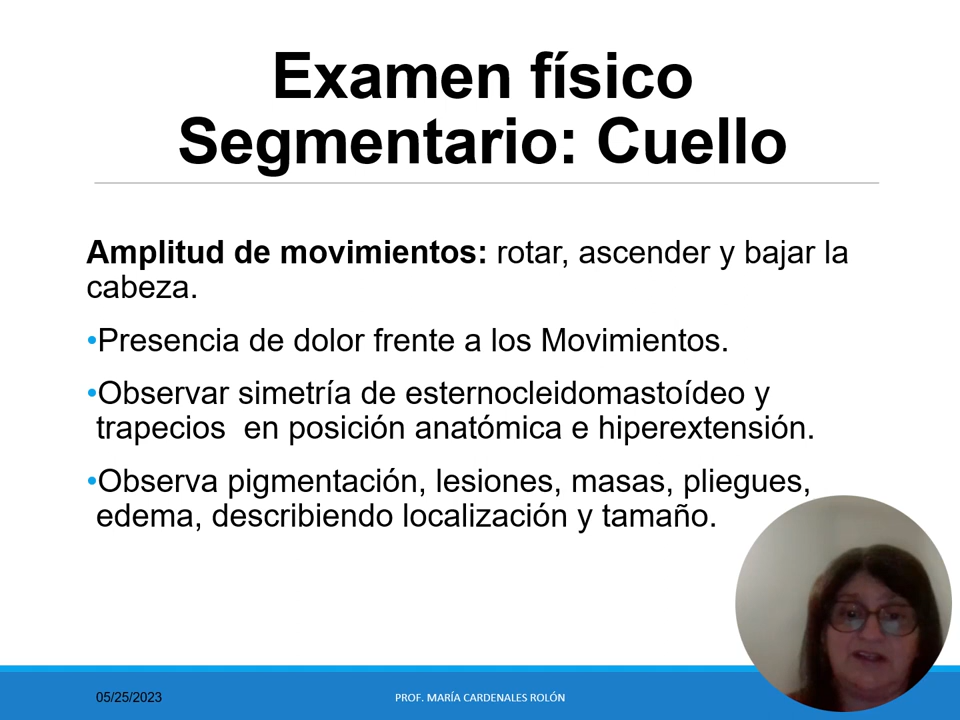 Examen físico
Segmentario: Cuello
Amplitud de movimientos: rotar, ascender y bajar la
cabeza.
•Presencia de dolor frente a los Movimientos.
•Observar simetría de esternocleidomastoídeo y
trapecios  en posición anatómica e hiperextensión.
•Observa pigmentación, lesiones, masas, pliegues,
edema, describiendo localización y tamaño.
05/25/2023
PROF. MARÍA CARDENALES ROLÓN